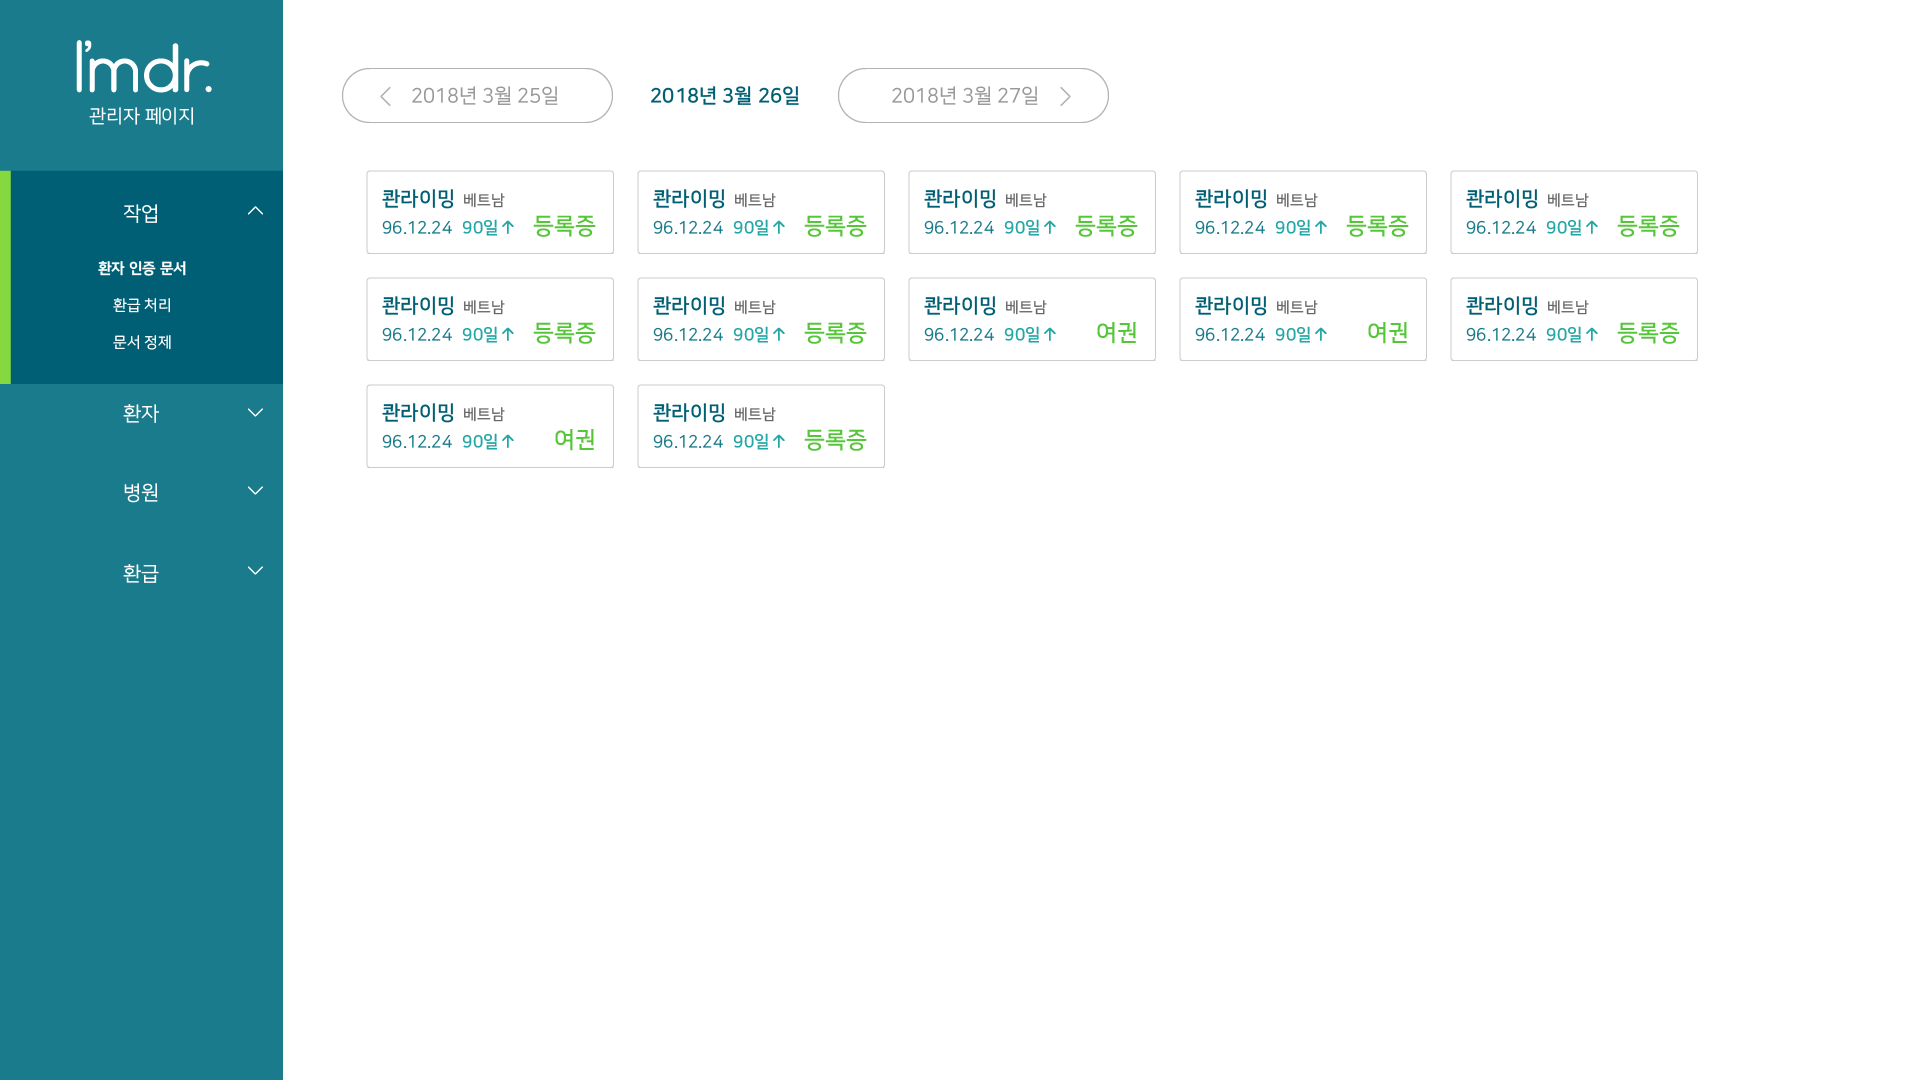 I'mdr.
관리자 페이지
작업
환자 인증 문서
환급 처리
문서 정제
환자
병원
환급
2018년 3월 25일
2018년 3월 26일
2018년 3월 27일
콴라이밍 베트남
96.12.24 90일↑ 등록증
콴라이밍 베트남
96.12.24 90일↑ 등록증
콴라이밍 베트남
96.12.24 90일↑ 등록증
콴라이밍 베트남
96.12.24 90일↑ 등록증
콴라이밍 베트남
96.12.24 90일↑ 등록증
콴라이밍 베트남
96.12.24 90일↑ 등록증
콴라이밍 베트남
96.12.24 90일↑ 등록증
콴라이밍 베트남
96.12.24 90일↑ 여권
콴라이밍 베트남
96.12.24 90일↑ 여권
콴라이밍 베트남
96.12.24 90일↑ 등록증
콴라이밍 베트남
96.12.24 90일↑ 여권
콴라이밍 베트남
96.12.24 90일↑ 등록증